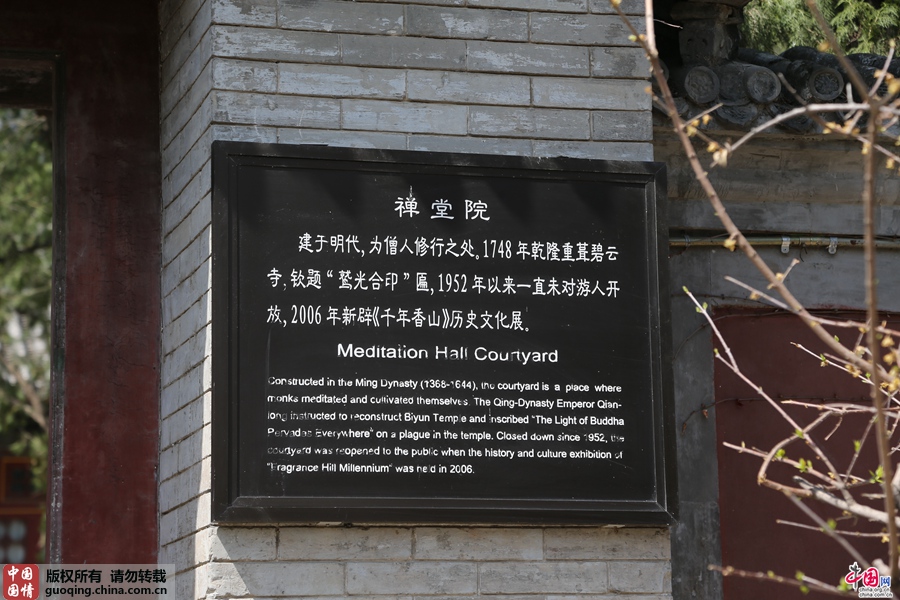 禅堂院
建于明代,为僧人修行之处。1748年乾隆重葺碧云
寺,钦题“鹫光合印”匾,1952年以来一直未对游人开
放,2006年新辟《千年香山》历史文化展。
Meditation Hall Courtyard
Constructed in the Ming Dynasty (1368-1644), the courtyard is a place where
monks meditated and cultivated themselves. The Qing-Dynasty Emperor Qian-
long instructed to reconstruct Biyun Temple and inscribed "The Light of Buddha
Pervades Everywhere" on a plague in the temple. Closed down since 1952, the
courtyard was reopened to the public when the history and culture exhibition of
"Fragrance Hill Millennium" was held in 2006.
中国国情
版权所有 请勿转载
guoqing.china.com.cn
中国网
china.org.cn
china.com.cn